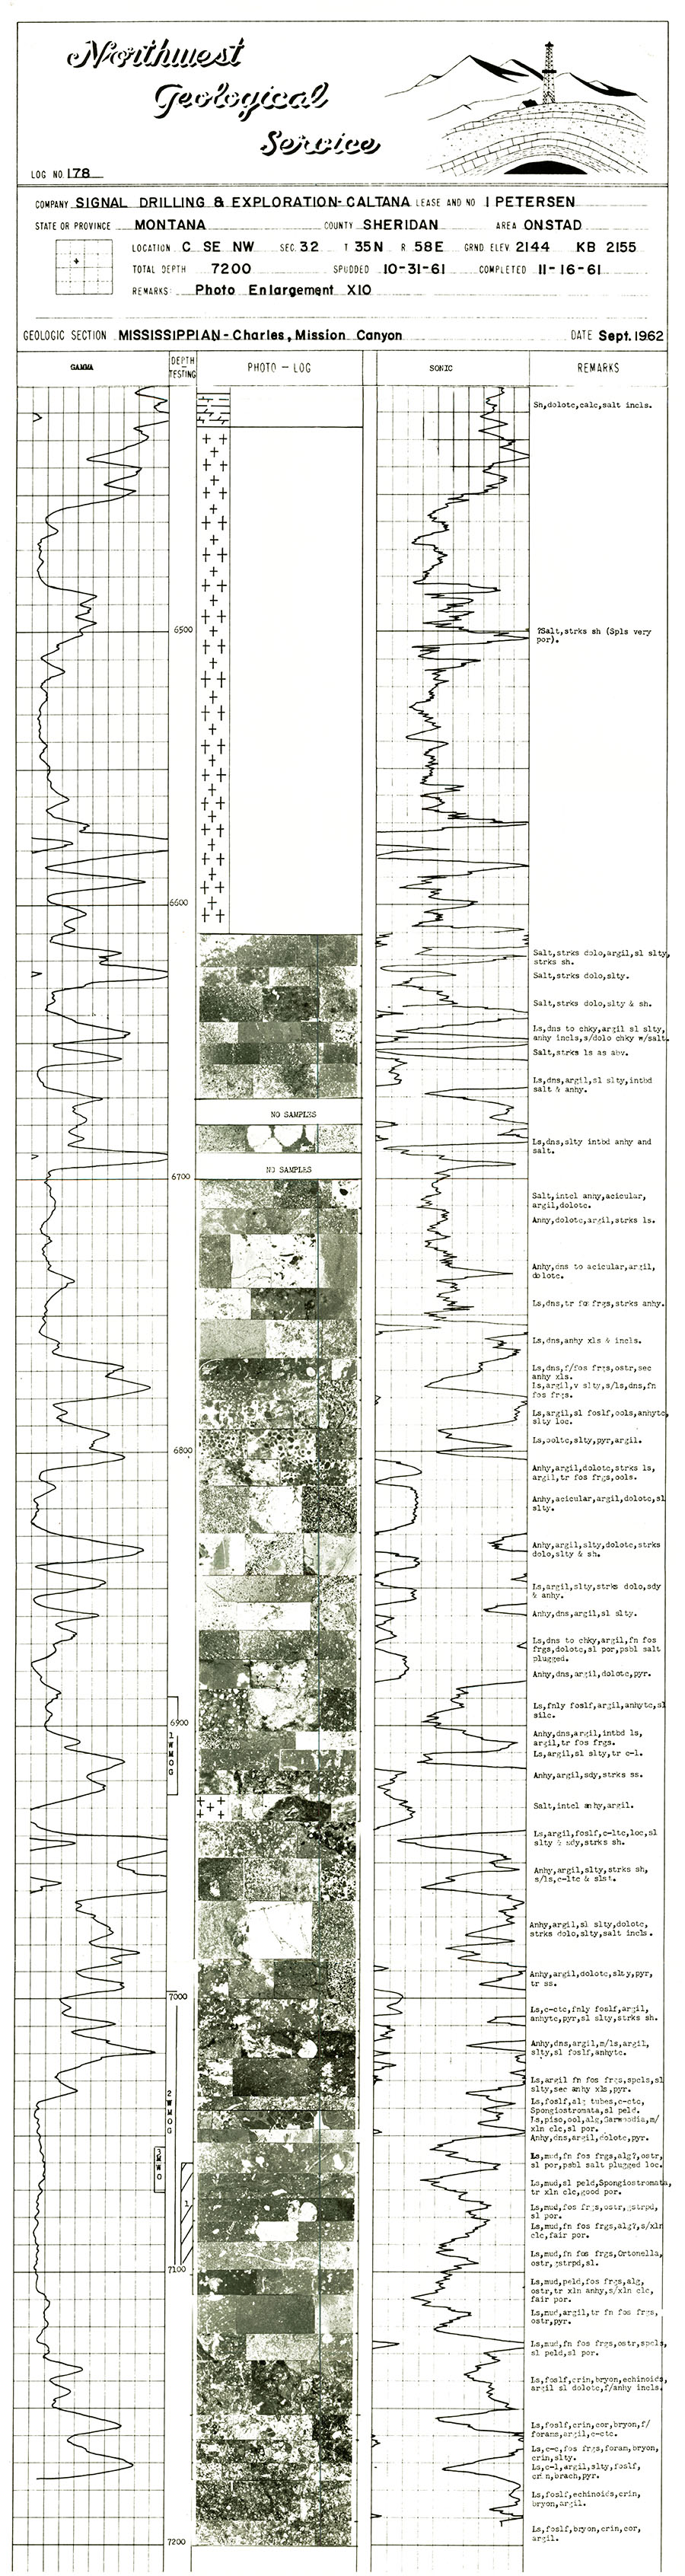 Northwest
Geological
Service
LOG NO. 178
COMPANY SIGNAL DRILLING & EXPLORATION-CALTANA LEASE AND NO 1 PETERSEN
STATE OR PROVINCE MONTANA COUNTY SHERIDAN AREA ONSTAD
LOCATION C SE NW SEC. 32 T 35N R 58E GRND. ELEV 2144 KB 2155
TOTAL DEPTH 7200 SPUDDED 10-31-61 COMPLETED 11-16-61
REMARKS: Photo Enlargement X10
GEOLOGIC SECTION MISSISSIPPIAN - Charles, Mission Canyon DATE Sept. 1962
GAMMA DEPTH TESTING PHOTO - LOG SONIC REMARKS
Sh,dolotc,calc,salt incls.
6500
?Salt,strks sh (Spls very
por).
6600
Salt,strks dolo,argil,sl slty,
strks sh.
Salt,strks dolo,slty.
Salt,strks dolo,slty & sh.
Ls,dns to chky,argil sl slty,
anhy incls,s/dolo chky w/salt.
Salt,strks ls as abv.
Ls,dns,argil,sl slty,intbd
salt & anhy.
NO SAMPLES
Ls,dns,slty intbd anhy and
salt.
NO SAMPLES
6700
Salt,intcl anhy,acicular,
argil,dolotc.
Anhy,dolotc,argil,strks ls.
Anhy,dns to acicular,argil,
dolotc.
Ls,dns,tr fos frgs,strks anhy.
Ls,dns,anhy xls & incls.
Ls,dns,f/fos frgs,ostr,sec
anhy xls.
Ls,argil,v slty,s/ls,dns,fn
fos frgs.
Ls,argil,sl foslf,ools,anhytc,
slty loc.
Ls,ooltc,slty,pyr,argil.
6800
Anhy,argil,dolotc,strks ls,
argil,tr fos frgs,ools.
Anhy,acicular,argil,dolotc,sl
slty.
Anhy,argil,slty,dolotc,strks
dolo,slty & sh.
Ls,argil,slty,strks dolo,sdy
& anhy.
Anhy,dns,argil,sl slty.
Ls,dns to chky,argil,fn fos
frgs,dolotc,sl por,psbl salt
plugged.
Anhy,dns,argil,dolotc,pyr.
Ls,fnly foslf,argil,anhytc,sl
silc.
6900
1 WMOG
Anhy,dns,argil,intbd ls,
argil,tr fos frgs.
Ls,argil,sl slty,tr c-l.
Anhy,argil,sdy,strks ss.
Salt,intcl anhy,argil.
Ls,argil,foslf,c-ltc,loc,sl
slty & sdy,strks sh.
Anhy,argil,slty,strks sh,
s/ls,c-ltc & slst.
Anhy,argil,sl slty,dolotc,
strks dolo,slty,salt incls.
Anhy,argil,dolotc,slty,pyr,
tr ss.
7000
Ls,c-ctc,fnly foslf,argil,
anhytc,pyr,sl slty,strks sh.
Anhy,dns,argil,m/ls,argil,
slty,sl foslf,anhytc.
Ls,argil fn fos frgs,spcls,sl
slty,sec anhy xls,pyr.
2 WMOG
Ls,foslf,alg tubes,c-ctc,
Spongiostromata,sl peld.
Ls,piso,ool,alg,Garwoodia,m/
xln clc,sl por.
Anhy,dns,argil,dolotc,pyr.
3 MWO
Ls,mud,fn fos frgs,alg?,ostr,
sl por,psbl salt plugged loc.
Ls,mud,sl peld,Spongiostromata,
tr xln clc,good por.
1
Ls,mud,fos frgs,ostr,gstrpd,
sl por.
Ls,mud,fn fos frgs,alg?,s/xln
clc,fair por.
Ls,mud,fn fos frgs,Ortonella,
ostr,gstrpd,sl.
7100
Ls,mud,peld,fos frgs,alg,
ostr,tr xln anhy,s/xln clc,
fair por.
Ls,mud,argil,tr fn fos frgs,
ostr,pyr.
Ls,mud,fn fos frgs,ostr,spcls,
sl peld,sl por.
Ls,foslf,crin,bryon,echinoids,
argil sl dolotc,f/anhy incls.
Ls,foslf,crin,cor,bryon,f/
forams,argil,c-ctc.
Ls,c-c,fos frgs,foram,bryon,
crin,slty.
Ls,c-l,argil,slty,foslf,
crin,brach,pyr.
Ls,foslf,echinoids,crin,
bryon,argil.
Ls,foslf,bryon,crin,cor,
argil.
7200